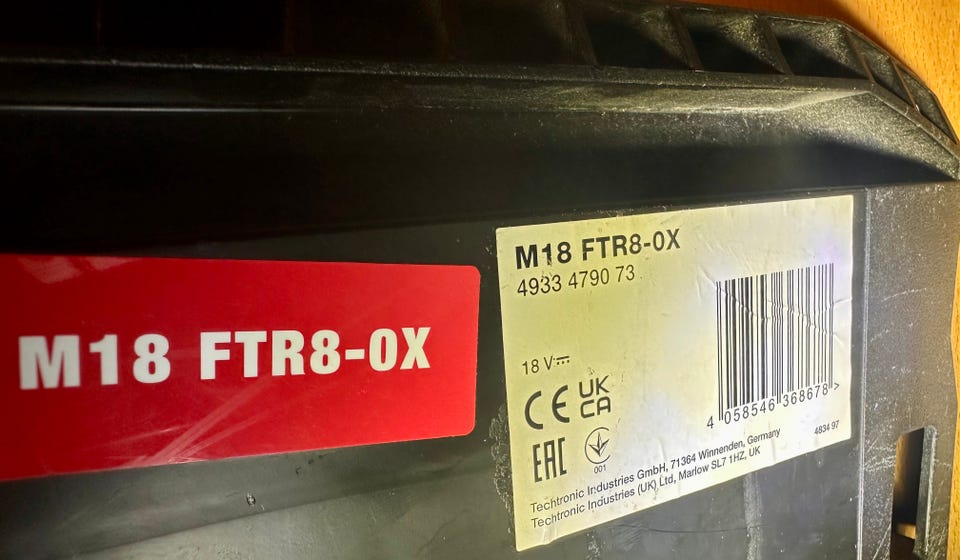 M18 FTR8-0X
M18 FTR8-0X
4933 4790 73
18 V
CE UK
CA
EAC
001
4 058546 368678 >
4834 97
Techtronic Industries GmbH, 71364 Winnenden, Germany
Techtronic Industries (UK) Ltd, Marlow SL7 1HZ, UK